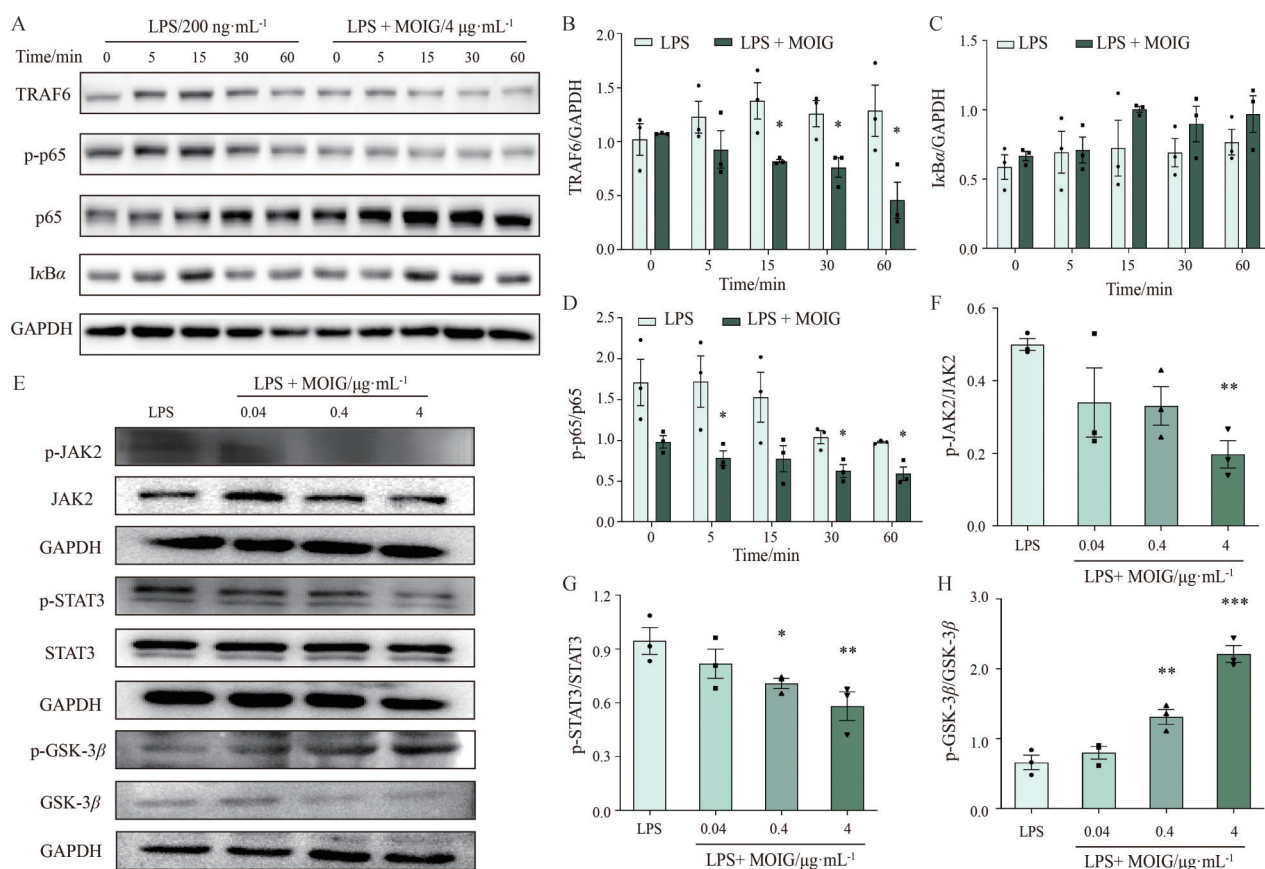 A
LPS/200 ng·mL⁻¹ LPS + MOIG/4 μg·mL⁻¹
Time/min 0 5 15 30 60 0 5 15 30 60
TRAF6
p-p65
p65
IκBα
GAPDH
B
LPS LPS + MOIG
TRAF6/GAPDH
2.0
1.5
1.0
0.5
0.0
* * *
0 5 15 30 60
Time/min
C
LPS LPS + MOIG
IκBα/GAPDH
1.5
1.0
0.5
0.0
0 5 15 30 60
Time/min
D
LPS LPS + MOIG
p-p65/p65
2.5
2.0
1.5
1.0
0.5
0.0
* * *
0 5 15 30 60
Time/min
E
LPS + MOIG/μg·mL⁻¹
LPS 0.04 0.4 4
p-JAK2
JAK2
GAPDH
p-STAT3
STAT3
GAPDH
p-GSK-3β
GSK-3β
GAPDH
F
p-JAK2/JAK2
0.6
0.4
0.2
0.0
**
LPS 0.04 0.4 4
LPS+ MOIG/μg·mL⁻¹
G
p-STAT3/STAT3
1.2
0.9
0.6
0.3
0.0
* **
LPS 0.04 0.4 4
LPS+ MOIG/μg·mL⁻¹
H
p-GSK-3β/GSK-3β
3.0
2.0
1.0
0.0
** ***
LPS 0.04 0.4 4
LPS+ MOIG/μg·mL⁻¹